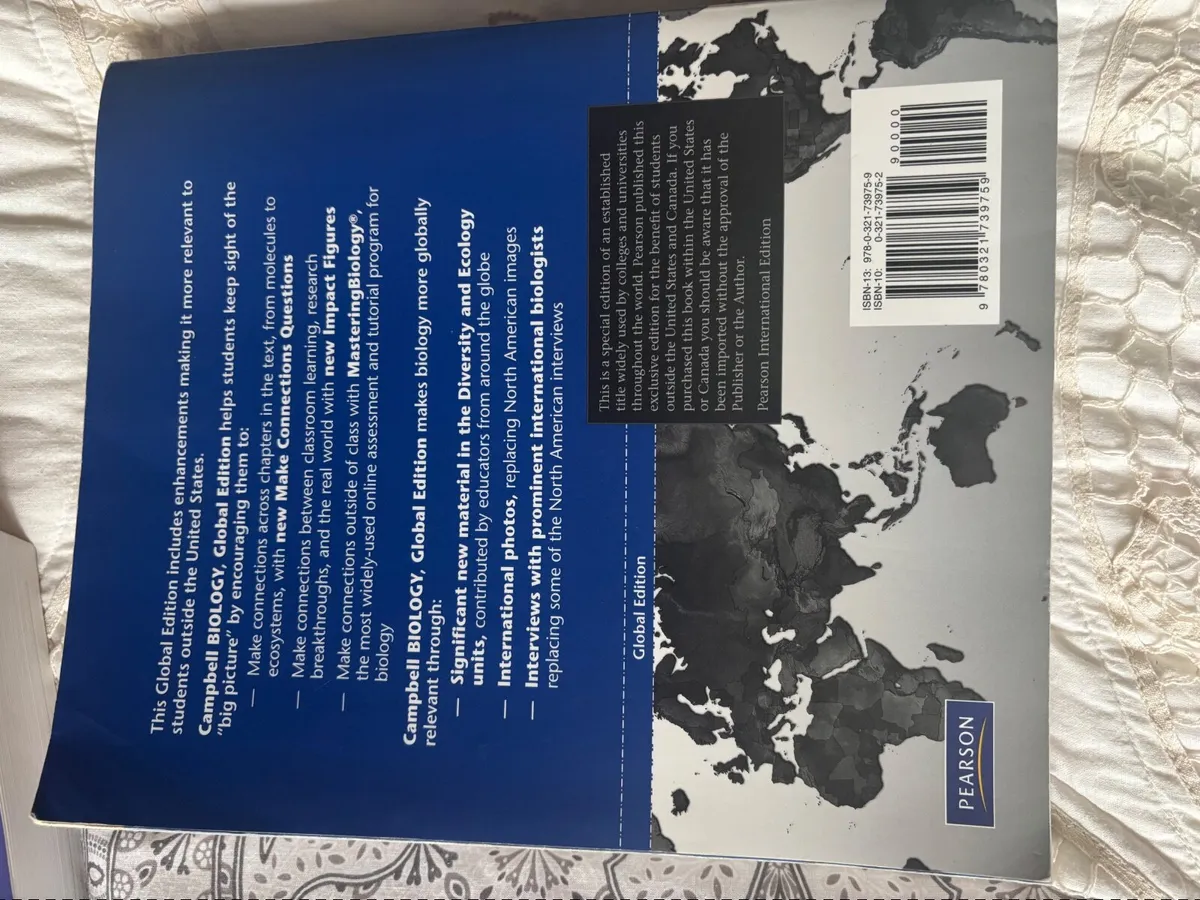 This Global Edition includes enhancements making it more relevant to
students outside the United States.
Campbell BIOLOGY, Global Edition helps students keep sight of the
"big picture" by encouraging them to:
— Make connections across chapters in the text, from molecules to
ecosystems, with new Make Connections Questions
— Make connections between classroom learning, research
breakthroughs, and the real world with new Impact Figures
— Make connections outside of class with MasteringBiology®,
the most widely-used online assessment and tutorial program for
biology
Campbell BIOLOGY, Global Edition makes biology more globally
relevant through:
— Significant new material in the Diversity and Ecology
units, contributed by educators from around the globe
— International photos, replacing North American images
— Interviews with prominent international biologists
replacing some of the North American interviews
Global Edition
This is a special edition of an established
title widely used by colleges and universities
throughout the world. Pearson published this
exclusive edition for the benefit of students
outside the United States and Canada. If you
purchased this book within the United States
or Canada you should be aware that it has
been imported without the approval of the
Publisher or the Author.
Pearson International Edition
PEARSON
ISBN-13: 978-0-321-73975-9
ISBN-10: 0-321-73975-2
90000
9 780321 739759